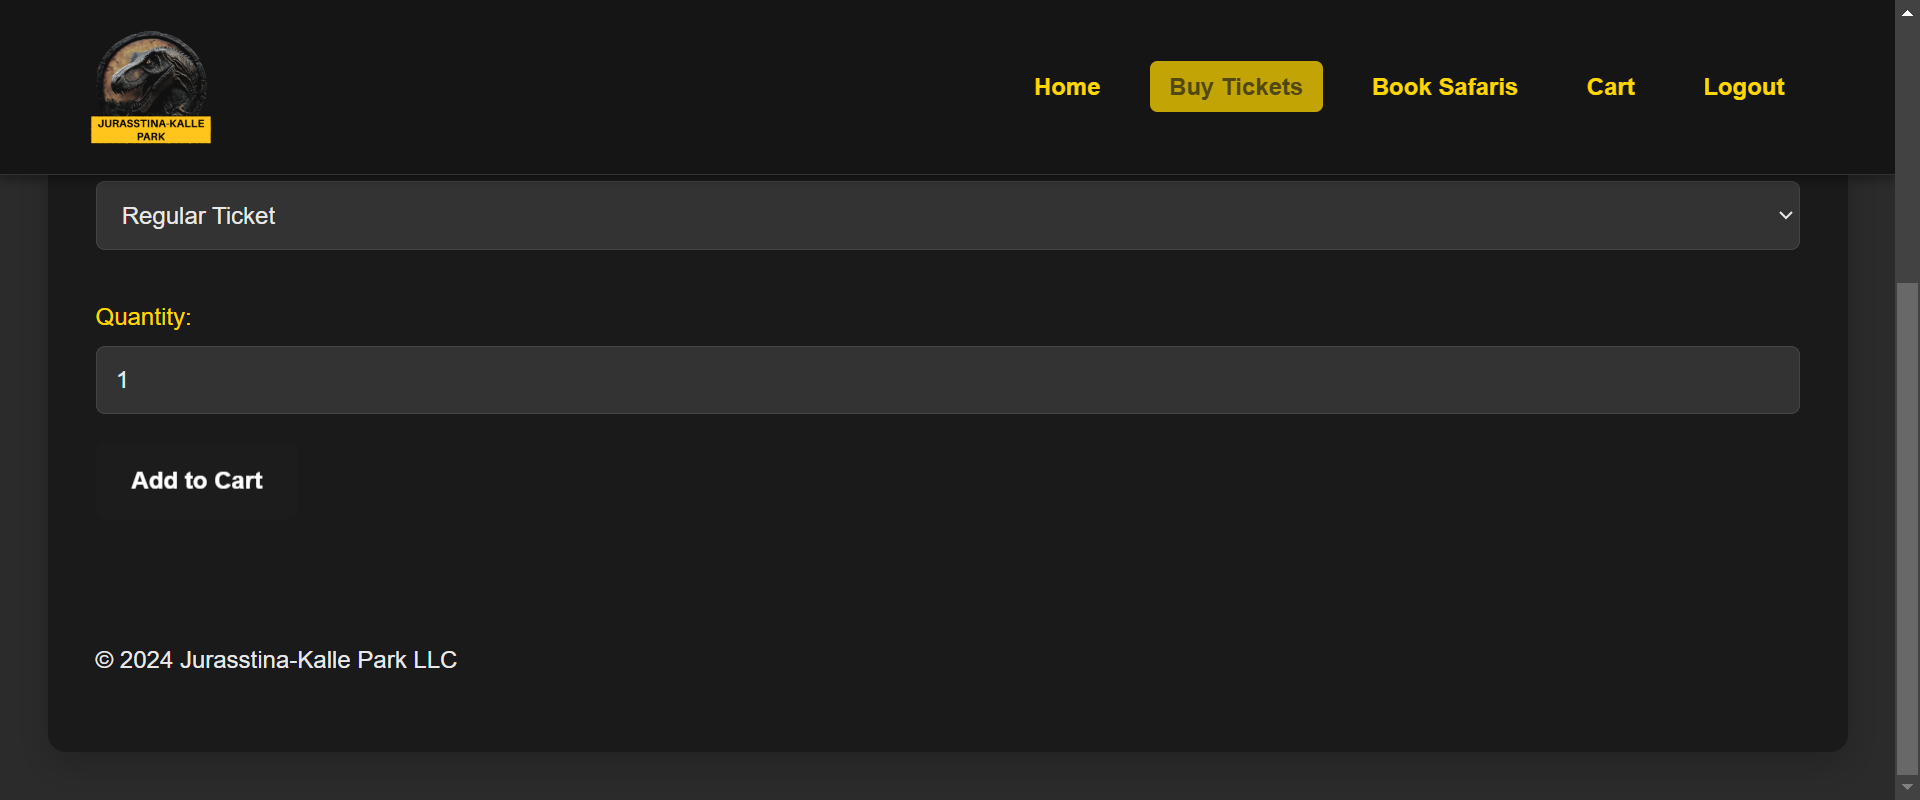 JURASSTINA-KALLE
PARK
Home
Buy Tickets
Book Safaris
Cart
Logout
Regular Ticket
Quantity:
1
Add to Cart
© 2024 Jurasstina-Kalle Park LLC